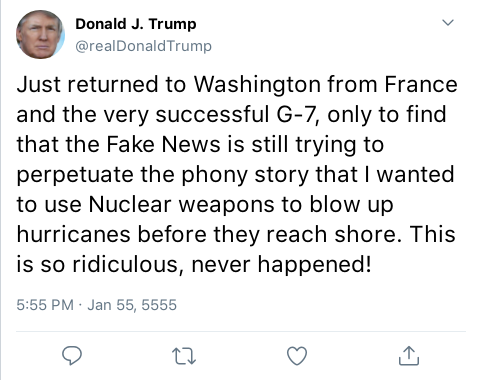 Donald J. Trump
@realDonaldTrump
Just returned to Washington from France
and the very successful G-7, only to find
that the Fake News is still trying to
perpetuate the phony story that I wanted
to use Nuclear weapons to blow up
hurricanes before they reach shore. This
is so ridiculous, never happened!
5:55 PM · Jan 55, 5555